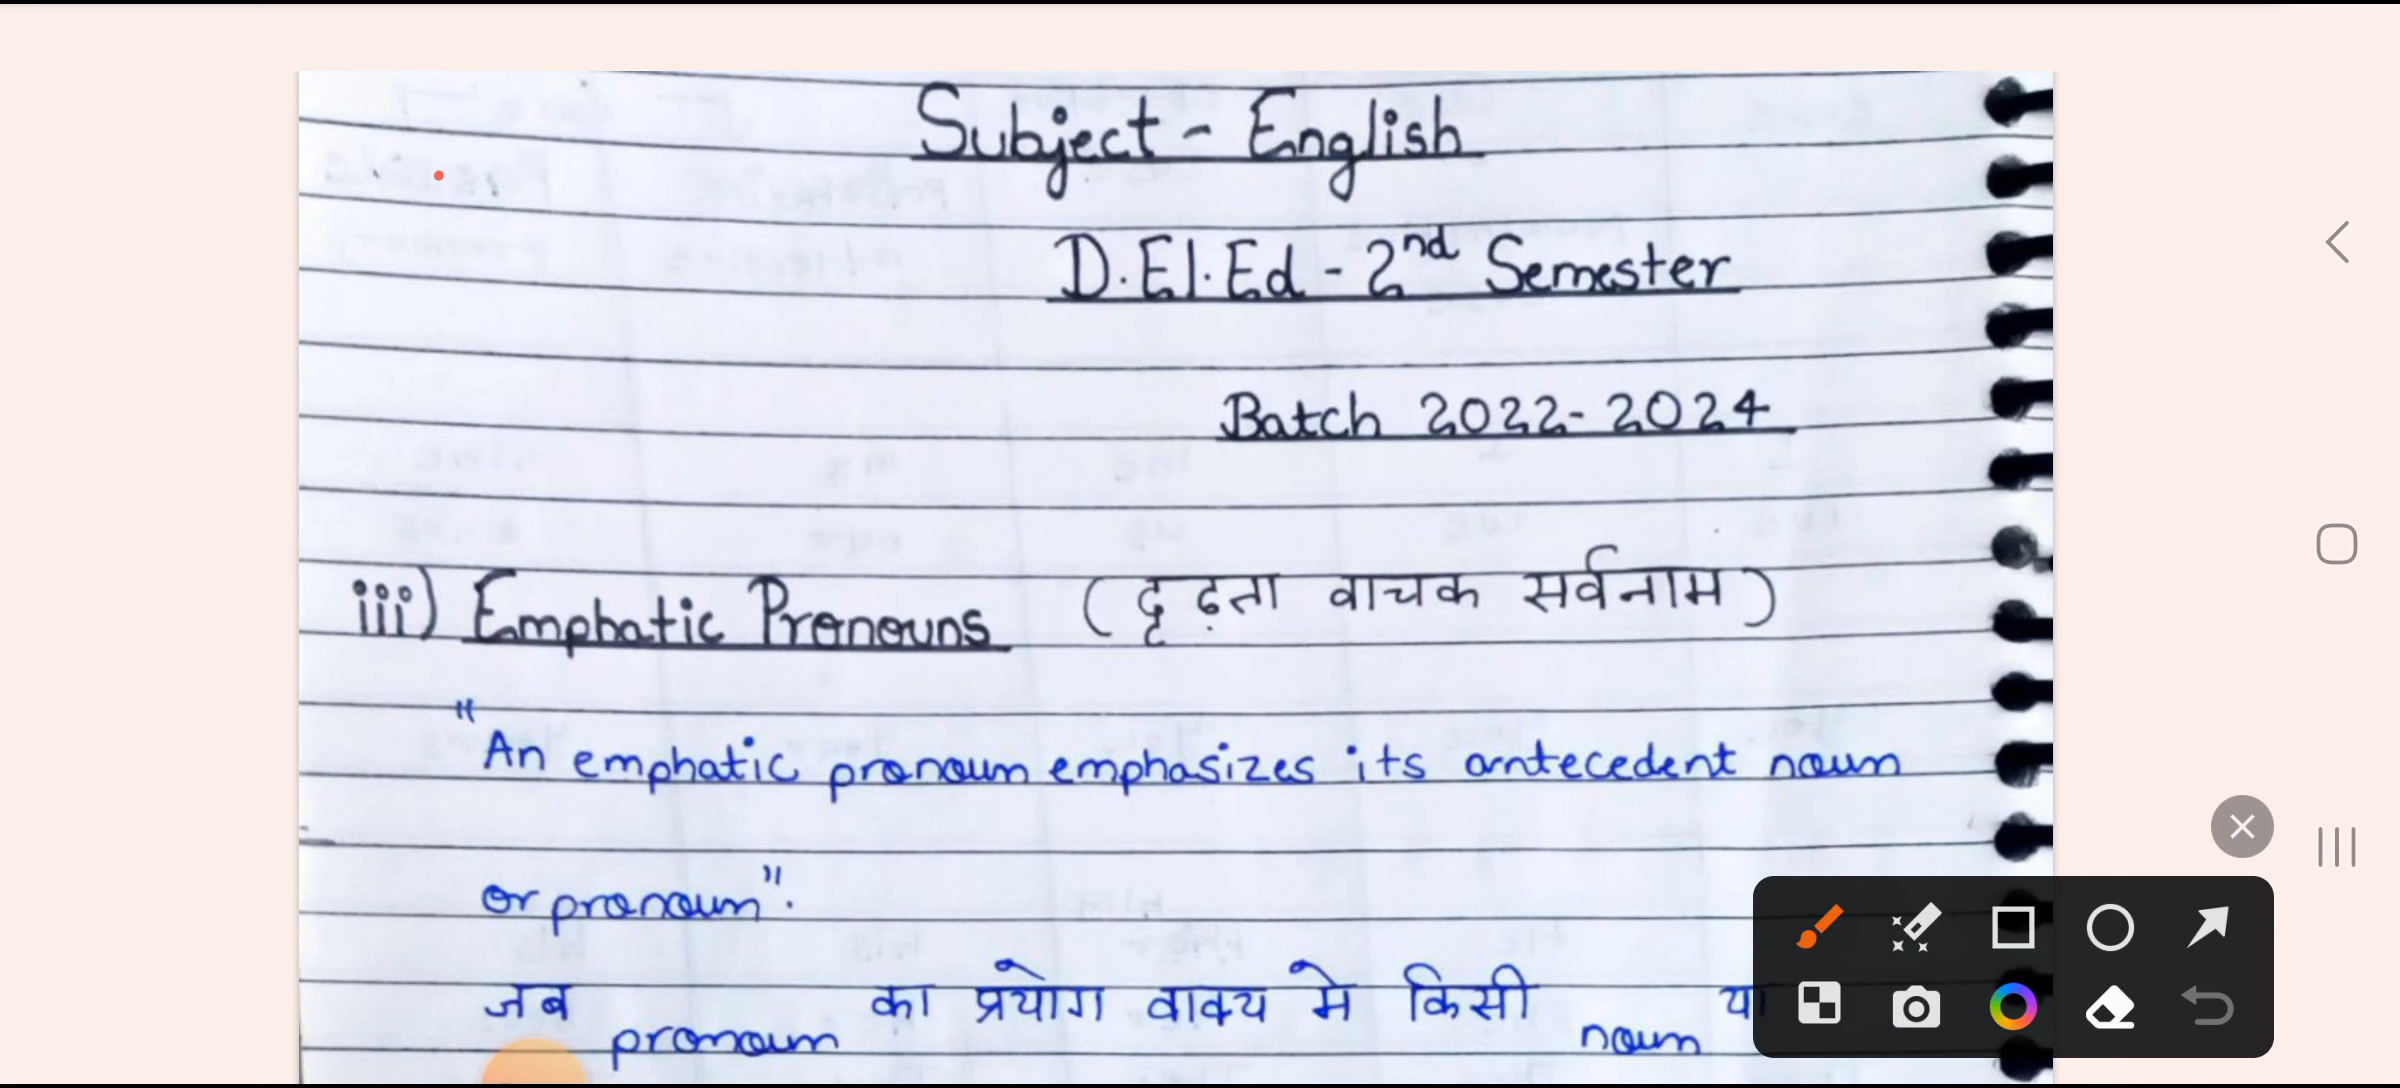 Subject - English
D.El.Ed - 2nd Semester
Batch 2022-2024
iii) Emphatic Pronouns (दृढ़ता वाचक सर्वनाम)
"An emphatic pronoun emphasizes its antecedent noun
or pronoun".
जब pronoun का प्रयोग वाक्य मे किसी noun या